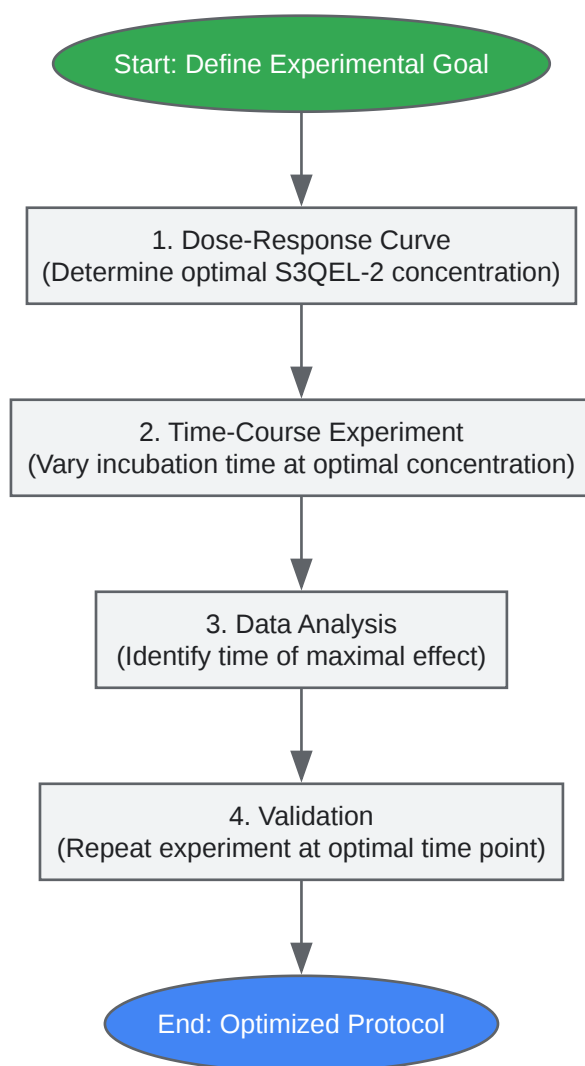 Start: Define Experimental Goal
1. Dose-Response Curve
(Determine optimal S3QEL-2 concentration)
2. Time-Course Experiment
(Vary incubation time at optimal concentration)
3. Data Analysis
(Identify time of maximal effect)
4. Validation
(Repeat experiment at optimal time point)
End: Optimized Protocol